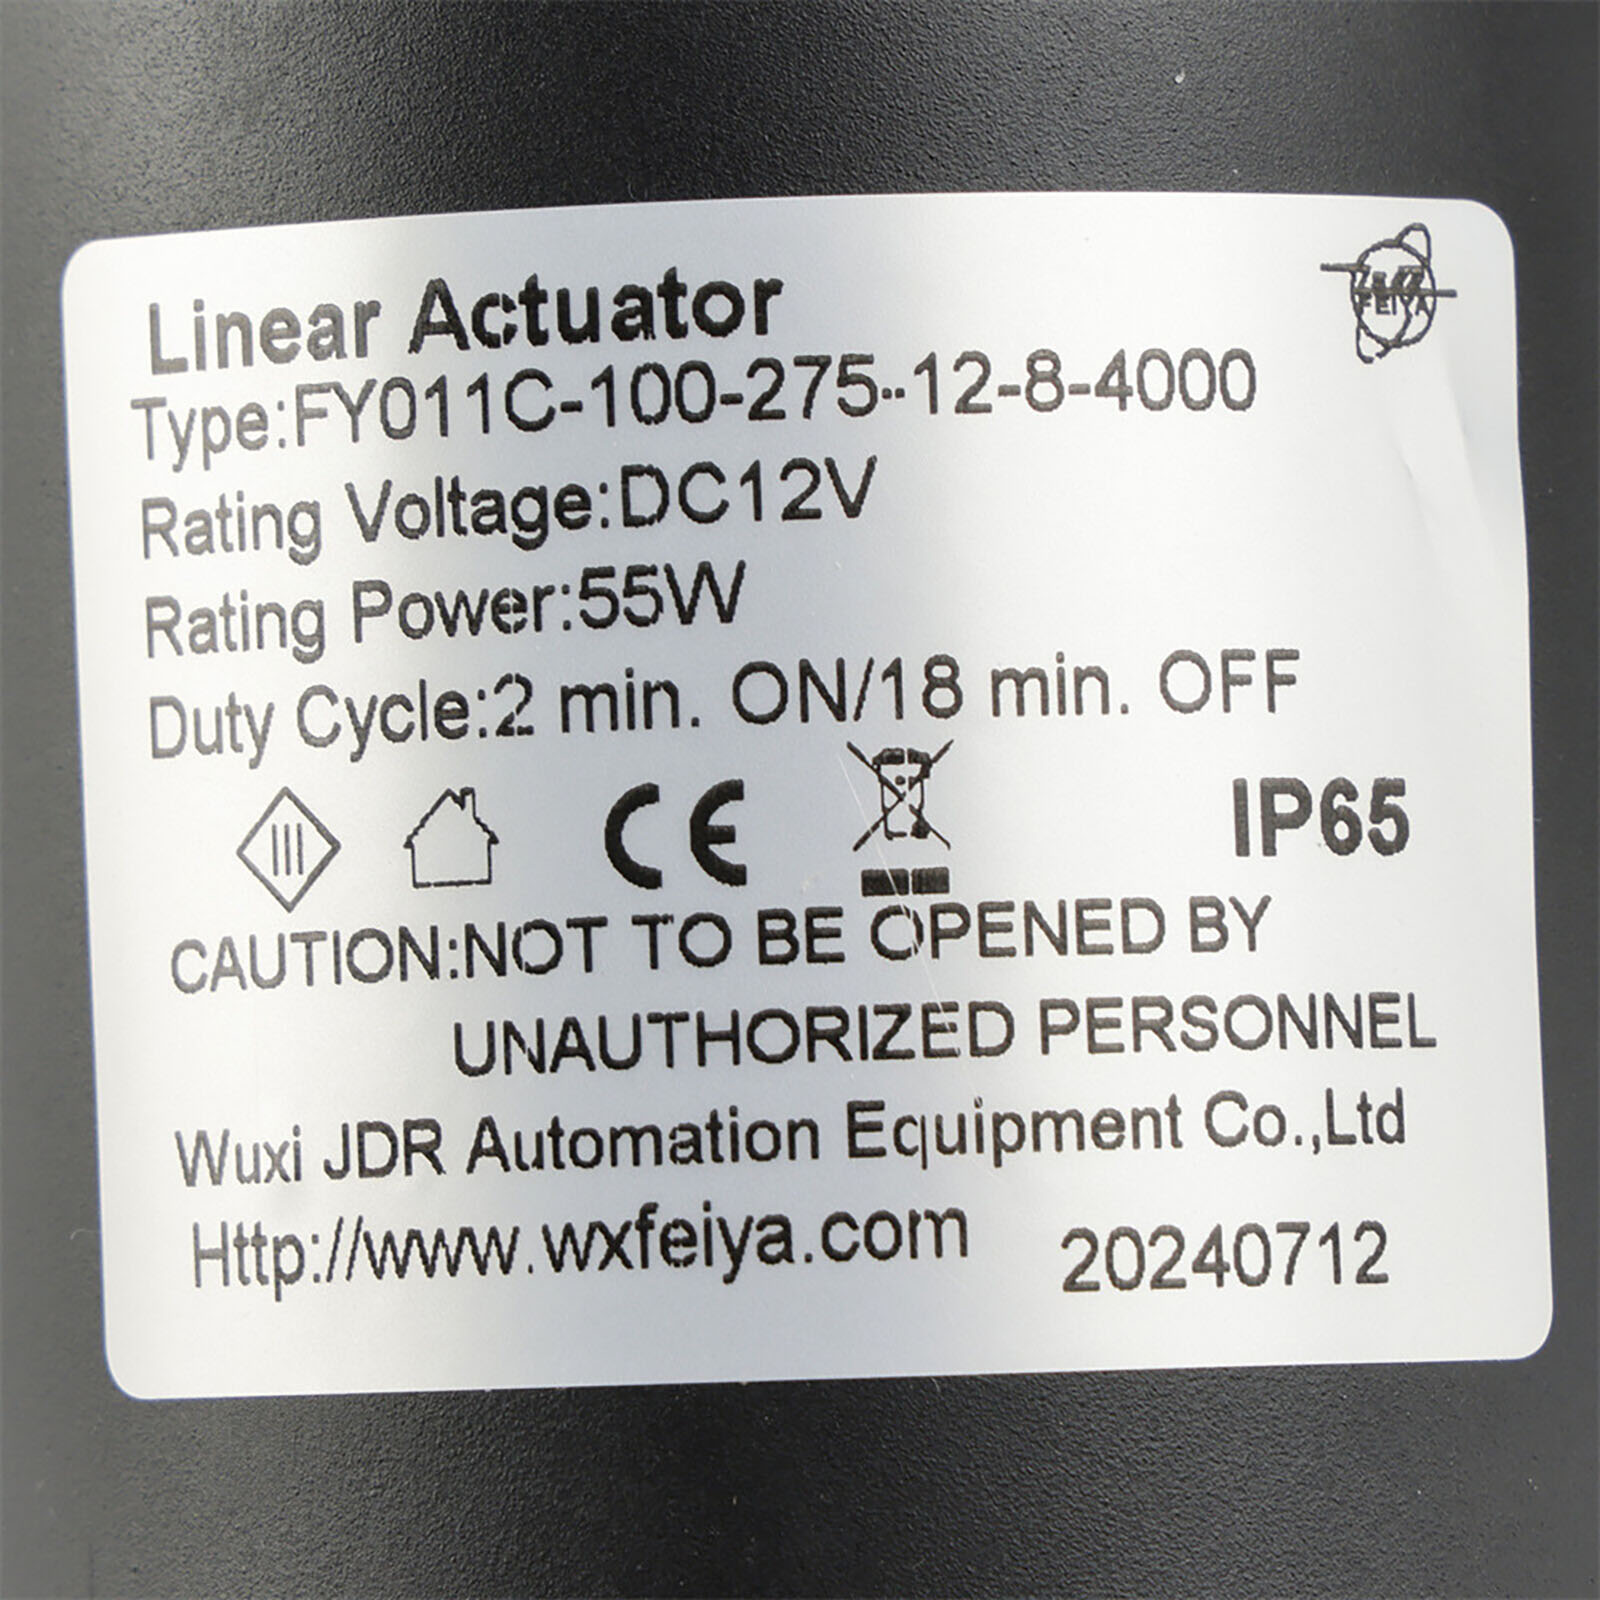 FEIYA
Linear Actuator
Type:FY011C-100-275-12-8-4000
Rating Voltage:DC12V
Rating Power:55W
Duty Cycle:2 min. ON/18 min. OFF
III
CE
IP65
CAUTION:NOT TO BE OPENED BY
UNAUTHORIZED PERSONNEL
Wuxi JDR Automation Equipment Co.,Ltd
Http://www.wxfeiya.com 20240712